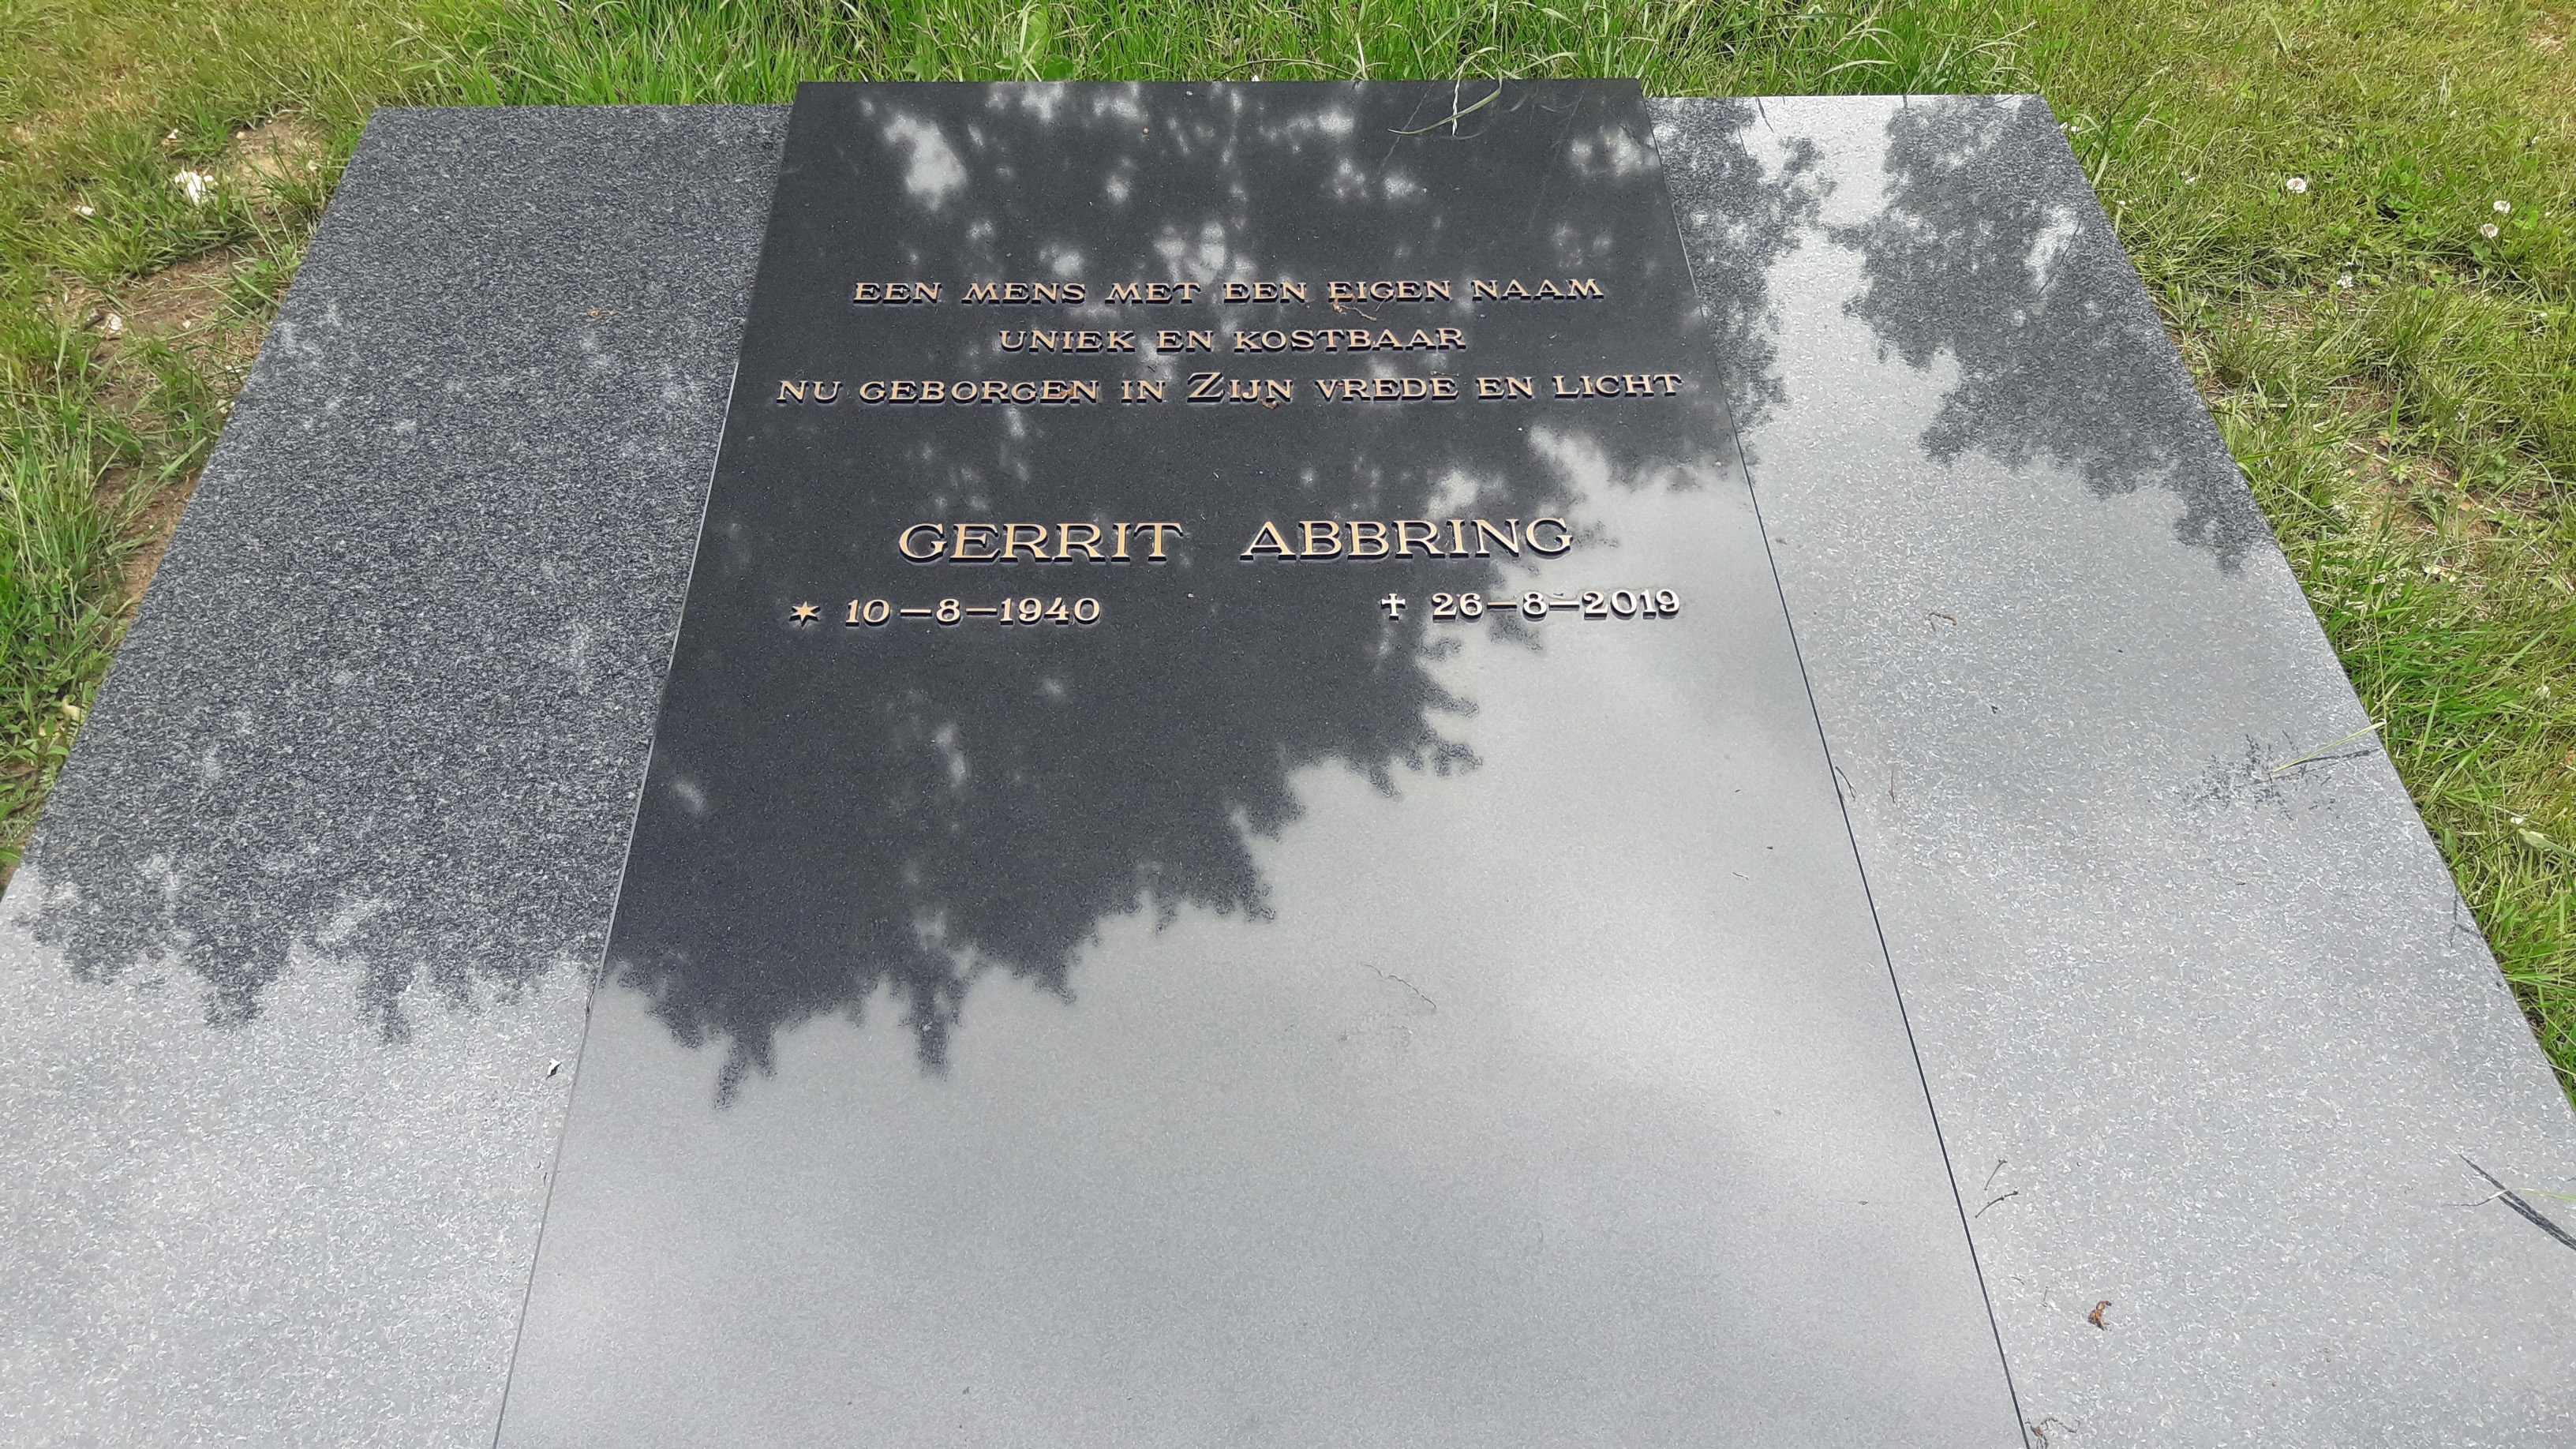 EEN MENS MET EEN EIGEN NAAM
UNIEK EN KOSTBAAR
NU GEBORGEN IN ZIJN VREDE EN LICHT
GERRIT ABBRING
✶ 10-8-1940 ✝ 26-8-2019